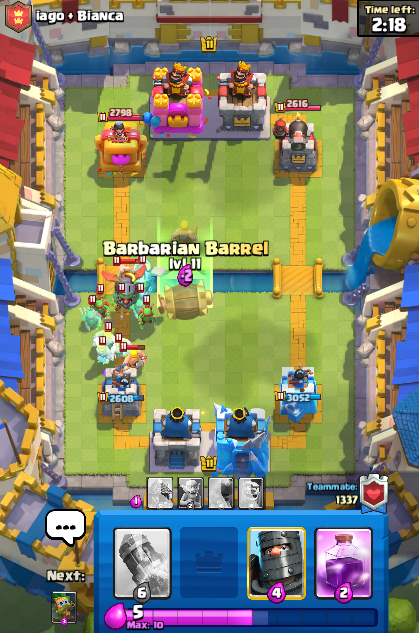 iago + Bianca
Time left:
2:18
2798
2616
Barbarian Barrel
lvl 11
2
2608
3052
Teammate:
1337
...
Next:
6
4
2
5
Max: 10